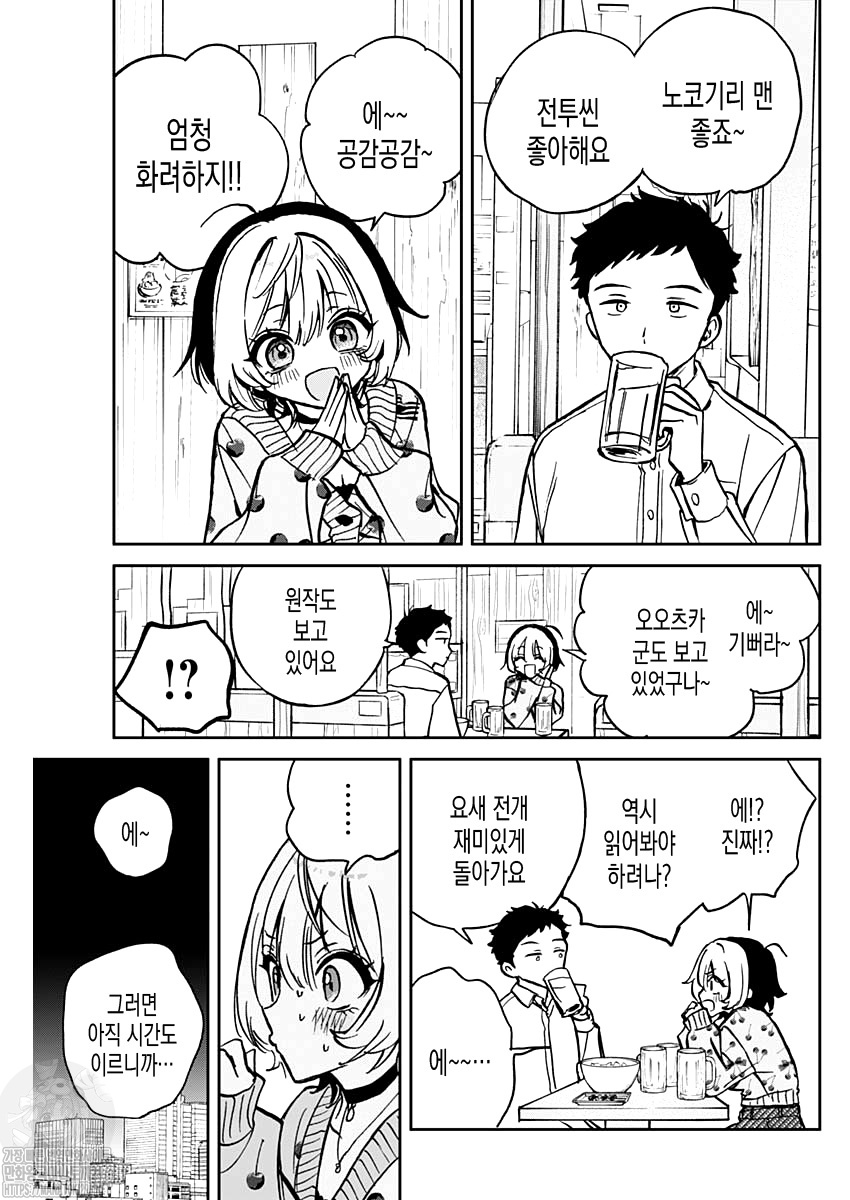 노코기리 맨
좋죠~
전투씬
좋아해요
에~~
공감공감~
엄청
화려하지!!
에~
기뻐라~
오오츠카
군도 보고
있었구나~
원작도
보고
있어요
!?
에!?
진짜!?
역시
읽어봐야
하려나?
요새 전개
재미있게
돌아가요
에~~…
……
에~
그러면
아직 시간도
이르니까…